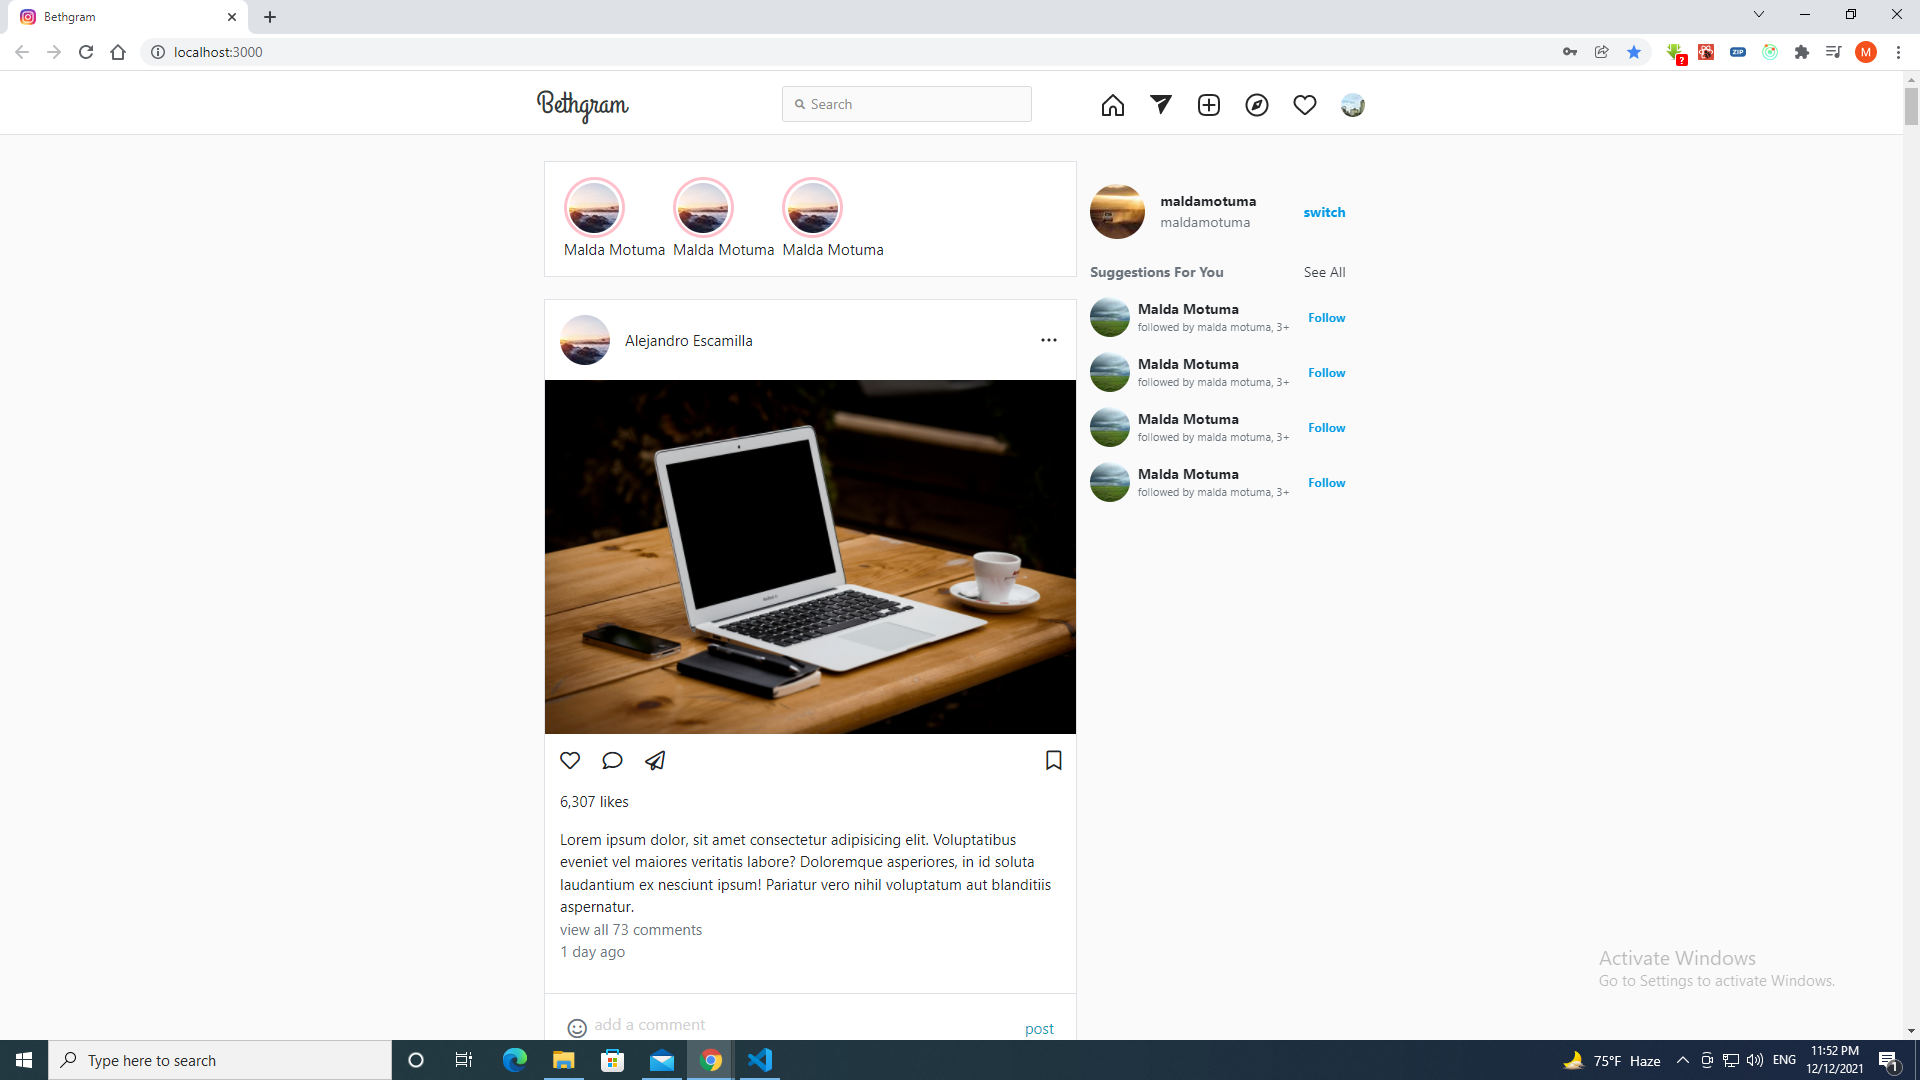 Bethgram
localhost:3000
M
Bethgram
Search
Malda Motuma
Malda Motuma
Malda Motuma
maldamotuma
maldamotuma
switch
Suggestions For You
See All
Malda Motuma
followed by malda motuma, 3+
Follow
Malda Motuma
followed by malda motuma, 3+
Follow
Malda Motuma
followed by malda motuma, 3+
Follow
Malda Motuma
followed by malda motuma, 3+
Follow
Alejandro Escamilla
6,307 likes
Lorem ipsum dolor, sit amet consectetur adipisicing elit. Voluptatibus
eveniet vel maiores veritatis labore? Doloremque asperiores, in id soluta
laudantium ex nesciunt ipsum! Pariatur vero nihil voluptatum aut blanditiis
aspernatur.
view all 73 comments
1 day ago
add a comment
post
Activate Windows
Go to Settings to activate Windows.
Type here to search
75°F Haze
ENG
11:52 PM
12/12/2021
1